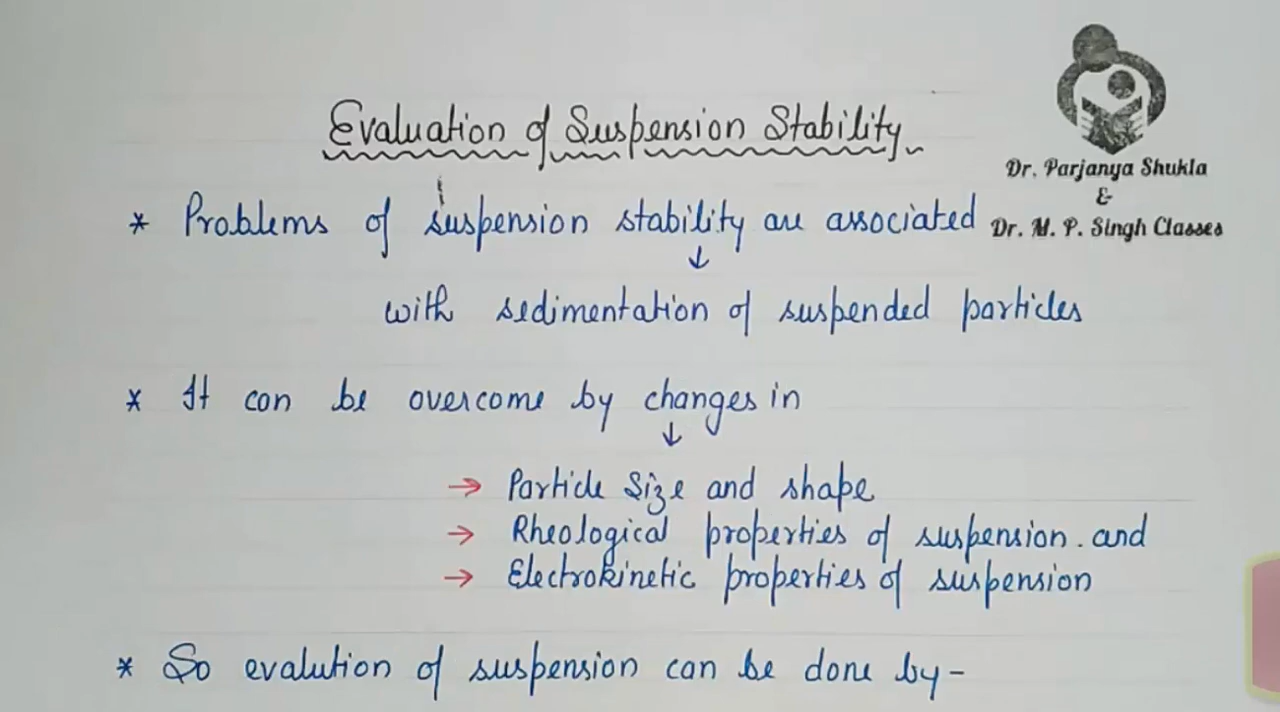 Evaluation of Suspension Stability
Dr. Parjanya Shukla
&
Dr. M. P. Singh Classes
* Problems of suspension stability are associated
↓
with sedimentation of suspended particles
* It can be overcome by changes in
↓
→ Particle Size and shape
→ Rheological properties of suspension. and
→ Electrokinetic properties of suspension
* So evalution of suspension can be done by-